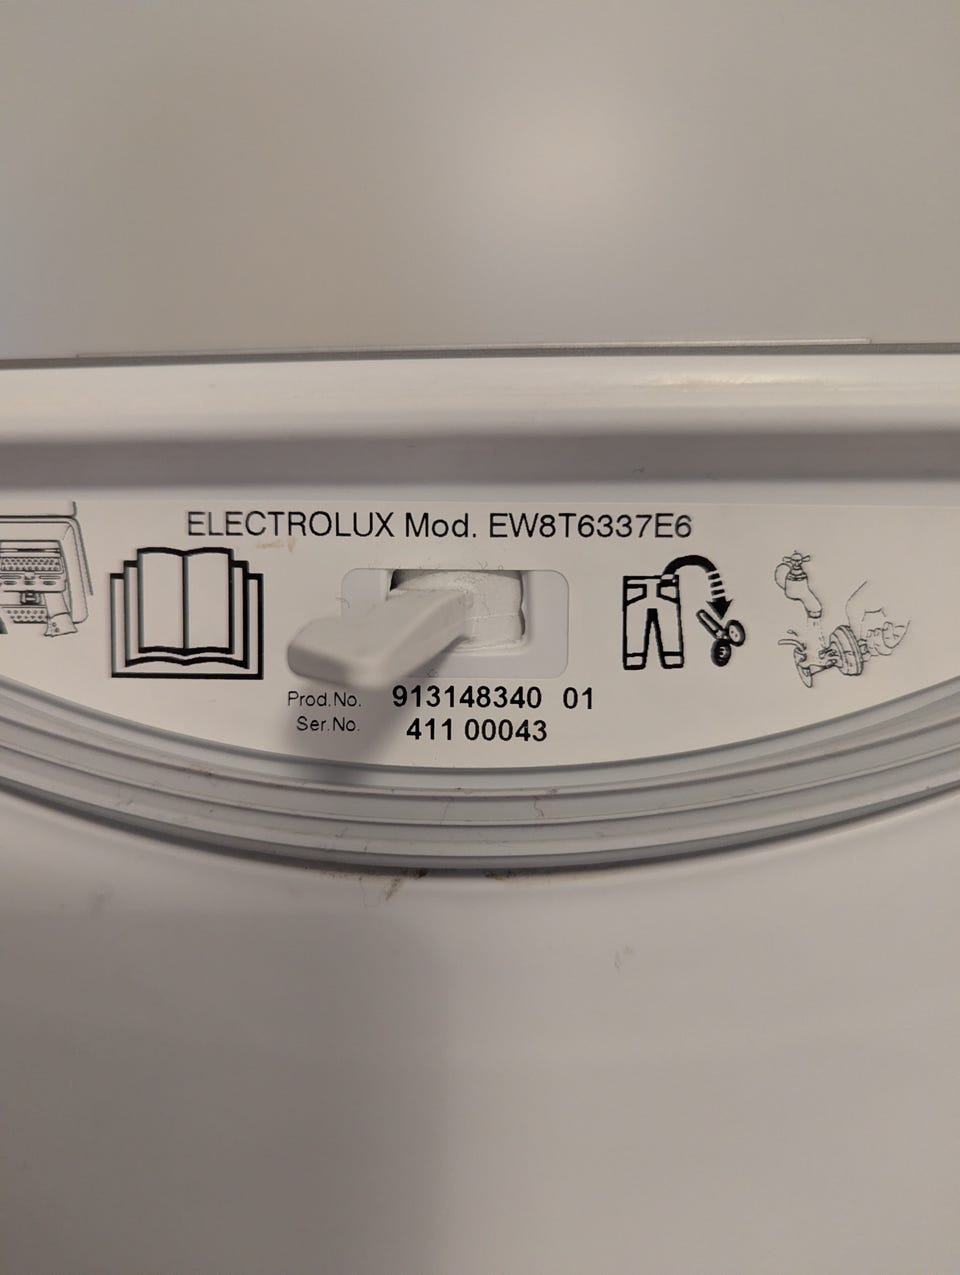 ELECTROLUX Mod. EW8T6337E6
Prod.No. 913148340 01
Ser.No. 411 00043